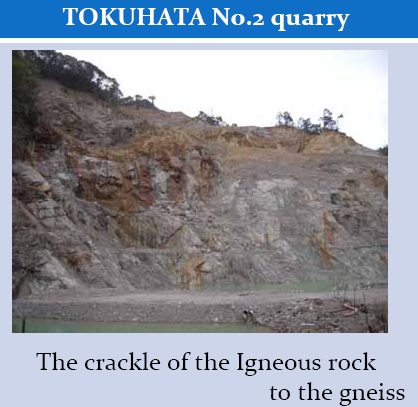 TOKUHATA No.2 quarry
The crackle of the Igneous rock
to the gneiss